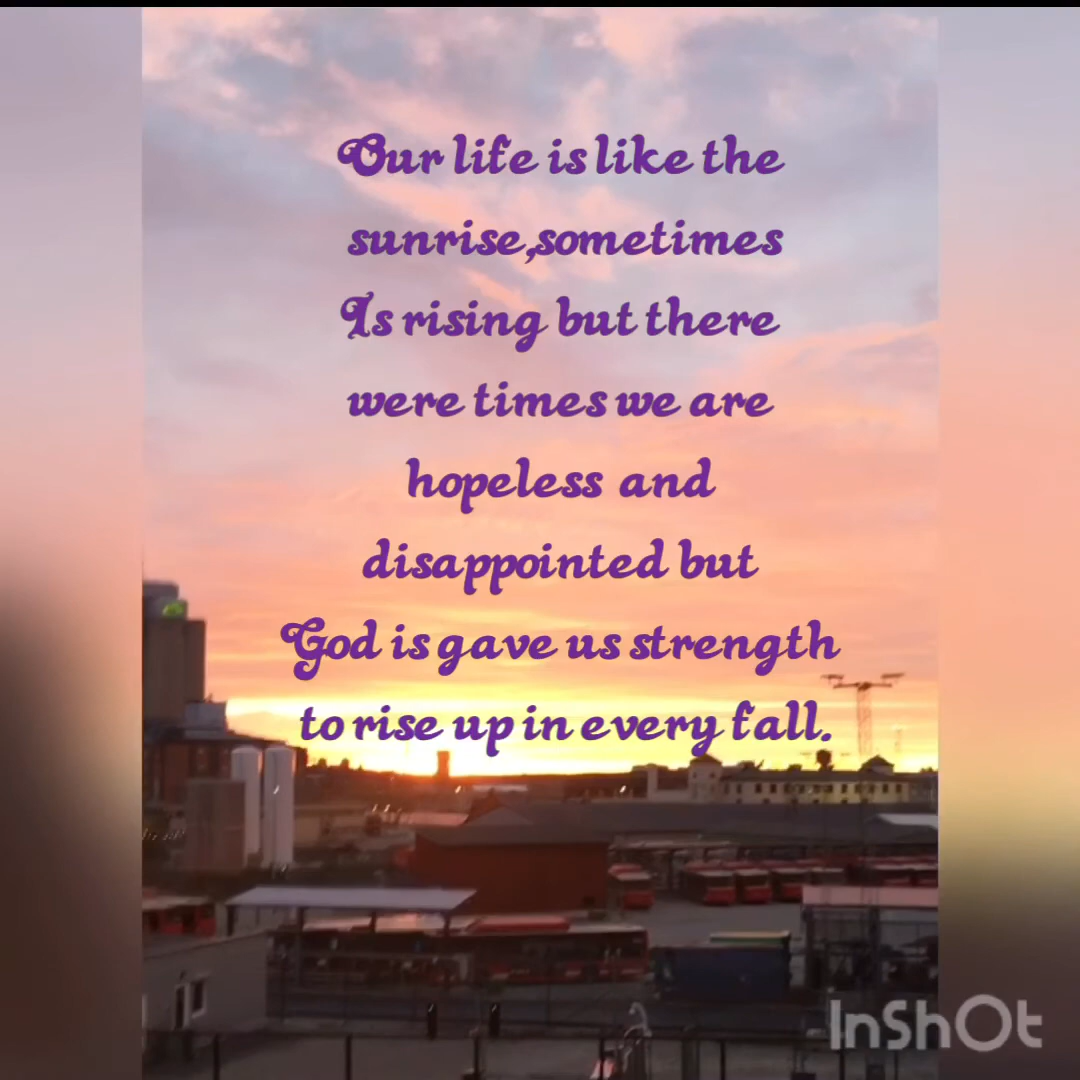 Our life is like the
sunrise,sometimes
Is rising but there
were times we are
hopeless and
disappointed but
God is gave us strength
to rise up in every fall.
InShOt